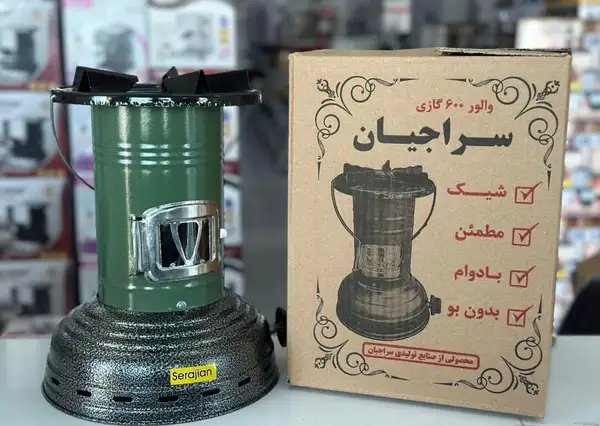 Serajian
والور ۶۰۰ گازی
سراجیان
شیک
مطمئن
بادوام
بدون بو
محصولی از صنایع تولیدی سراجیان